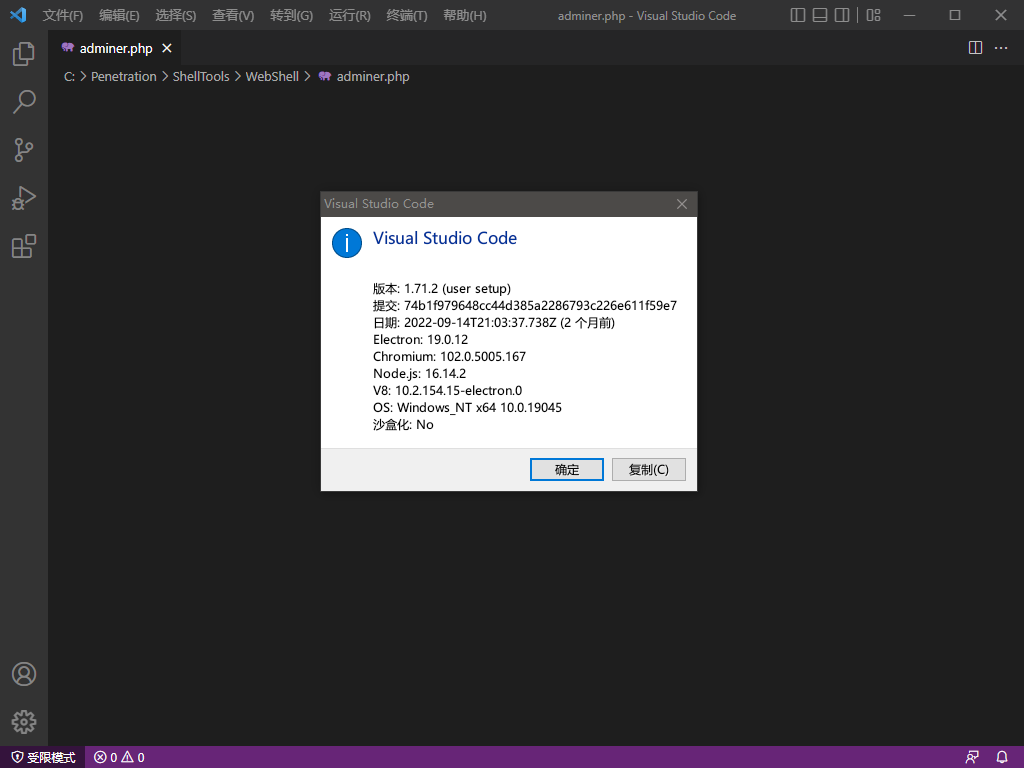 文件(F) 编辑(E) 选择(S) 查看(V) 转到(G) 运行(R) 终端(T) 帮助(H) adminer.php - Visual Studio Code
adminer.php
C: > Penetration > ShellTools > WebShell > adminer.php
Visual Studio Code
Visual Studio Code
版本: 1.71.2 (user setup)
提交: 74b1f979648cc44d385a2286793c226e611f59e7
日期: 2022-09-14T21:03:37.738Z (2 个月前)
Electron: 19.0.12
Chromium: 102.0.5005.167
Node.js: 16.14.2
V8: 10.2.154.15-electron.0
OS: Windows_NT x64 10.0.19045
沙盒化: No
确定 复制(C)
受限模式 0 0